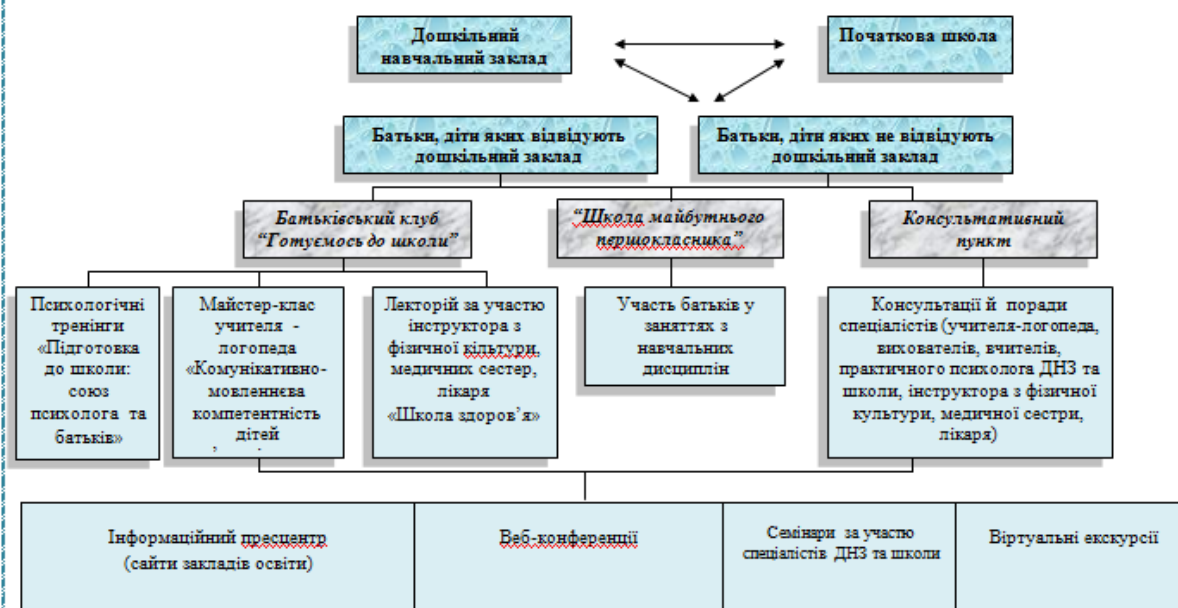 Дошкільний
навчальний заклад
Початкова школа
Батьки, діти яких відвідують
дошкільний заклад
Батьки, діти яких не відвідують
дошкільний заклад
Батьківський клуб
“Готуємось до школи”
“Школа майбутнього
першокласника”
Консультативний
пункт
Психологічні
тренінги
«Підготовка
до школи:
союз
психолога та
батьків»
Майстер-клас
учителя -
логопеда
«Комунікативно-
мовленнєва
компетентність
дітей
Лекторій за участю
інструктора з
фізичної кільтури,
медичних сестер,
лікаря
«Школа здоров’я»
Участь батьків у
заняттях з
навчальних
дисциплін
Консультації й поради
спеціалістів (учителя-логопеда,
вихователів, вчителів,
практичного психолога ДНЗ та
школи, інструктора з фізичної
культури, медичної сестри,
лікаря)
Інформаційний пресцентр
(сайти закладів освіти)
Веб-конференції
Семінари за участю
спеціалістів ДНЗ та школи
Віртуальні екскурсії